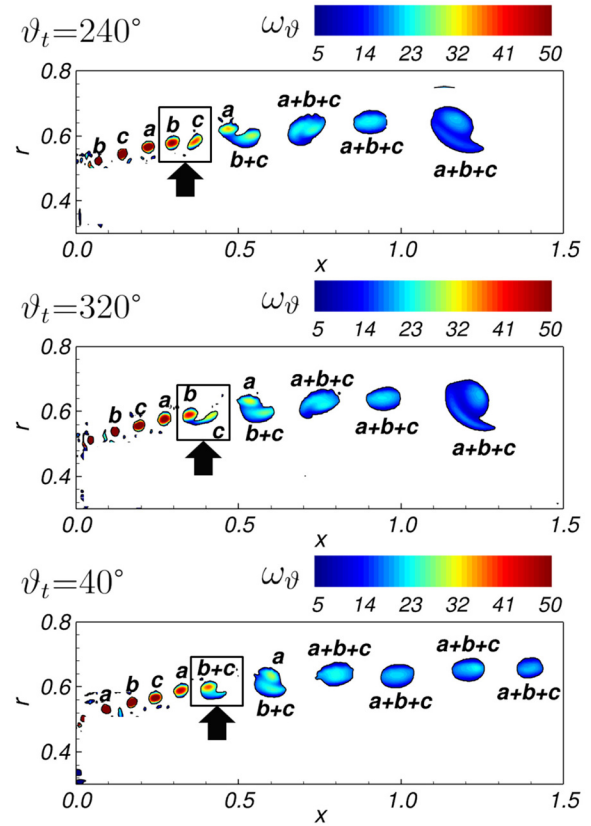 ϑt=240° ωϑ
5 14 23 32 41 50
0.8
a+b+c
a
b c a b c
0.6
r
b+c
a+b+c
a+b+c
0.4
0.0 0.5 1.0 1.5
x
ϑt=320° ωϑ
5 14 23 32 41 50
0.8
a+b+c
a
b c a b
0.6
r
c
b+c
a+b+c
a+b+c
0.4
0.0 0.5 1.0 1.5
x
ϑt=40° ωϑ
5 14 23 32 41 50
0.8
a+b+c a+b+c
a b c a b+c a
0.6
r
b+c
a+b+c
a+b+c
0.4
0.0 0.5 1.0 1.5
x